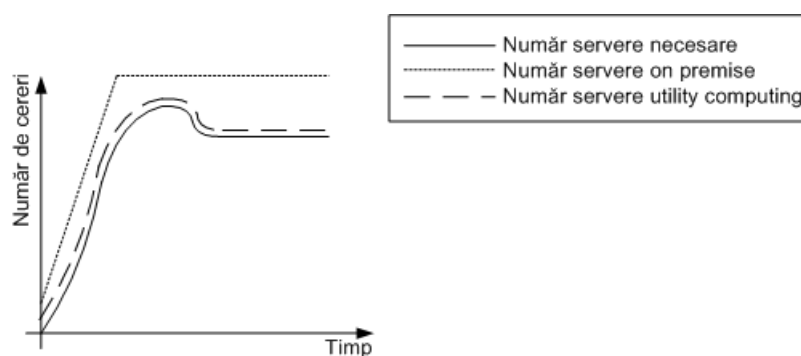 Număr servere necesare
Număr servere on premise
Număr servere utility computing
Număr de cereri
Timp